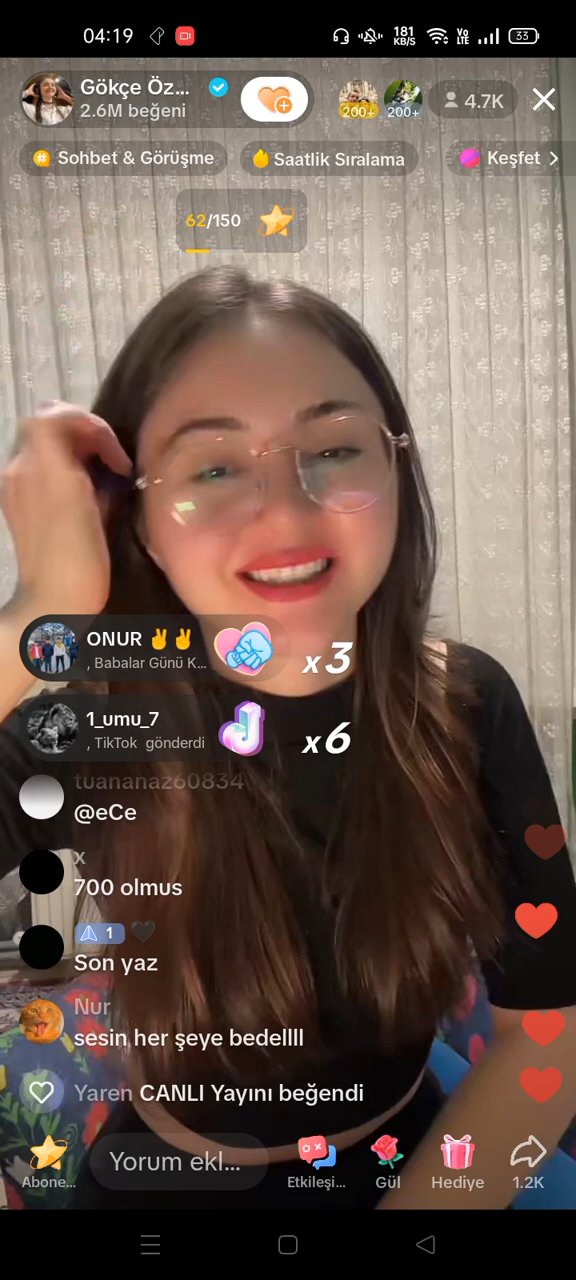 04:19
181 KB/S
Vo LTE
33
Gökçe Öz...
2.6M beğeni
200+
200+
4.7K
Sohbet & Görüşme
Saatlik Sıralama
Keşfet
62/150
ONUR ✌✌
, Babalar Günü K...
x3
1_umu_7
, TikTok gönderdi
x6
tuananaz60834
@eCe
x
700 olmus
1 🖤
Son yaz
Nur
sesin her şeye bedellll
Yaren CANLI Yayını beğendi
Abone...
Yorum ekl...
Etkileşi...
Gül
Hediye
1.2K